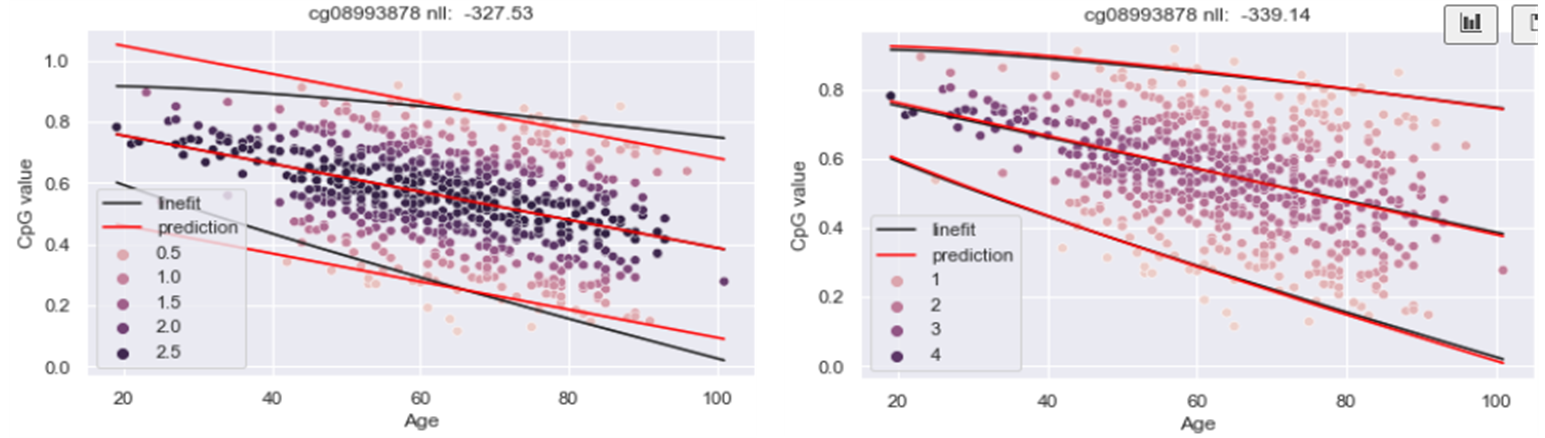 cg08993878 nll: -327.53
1.0
0.8
0.6
0.4
0.2
0.0
CpG value
linefit
prediction
0.5
1.0
1.5
2.0
2.5
20 40 60 80 100
Age
cg08993878 nll: -339.14
0.8
0.6
0.4
0.2
0.0
CpG value
linefit
prediction
1
2
3
4
20 40 60 80 100
Age